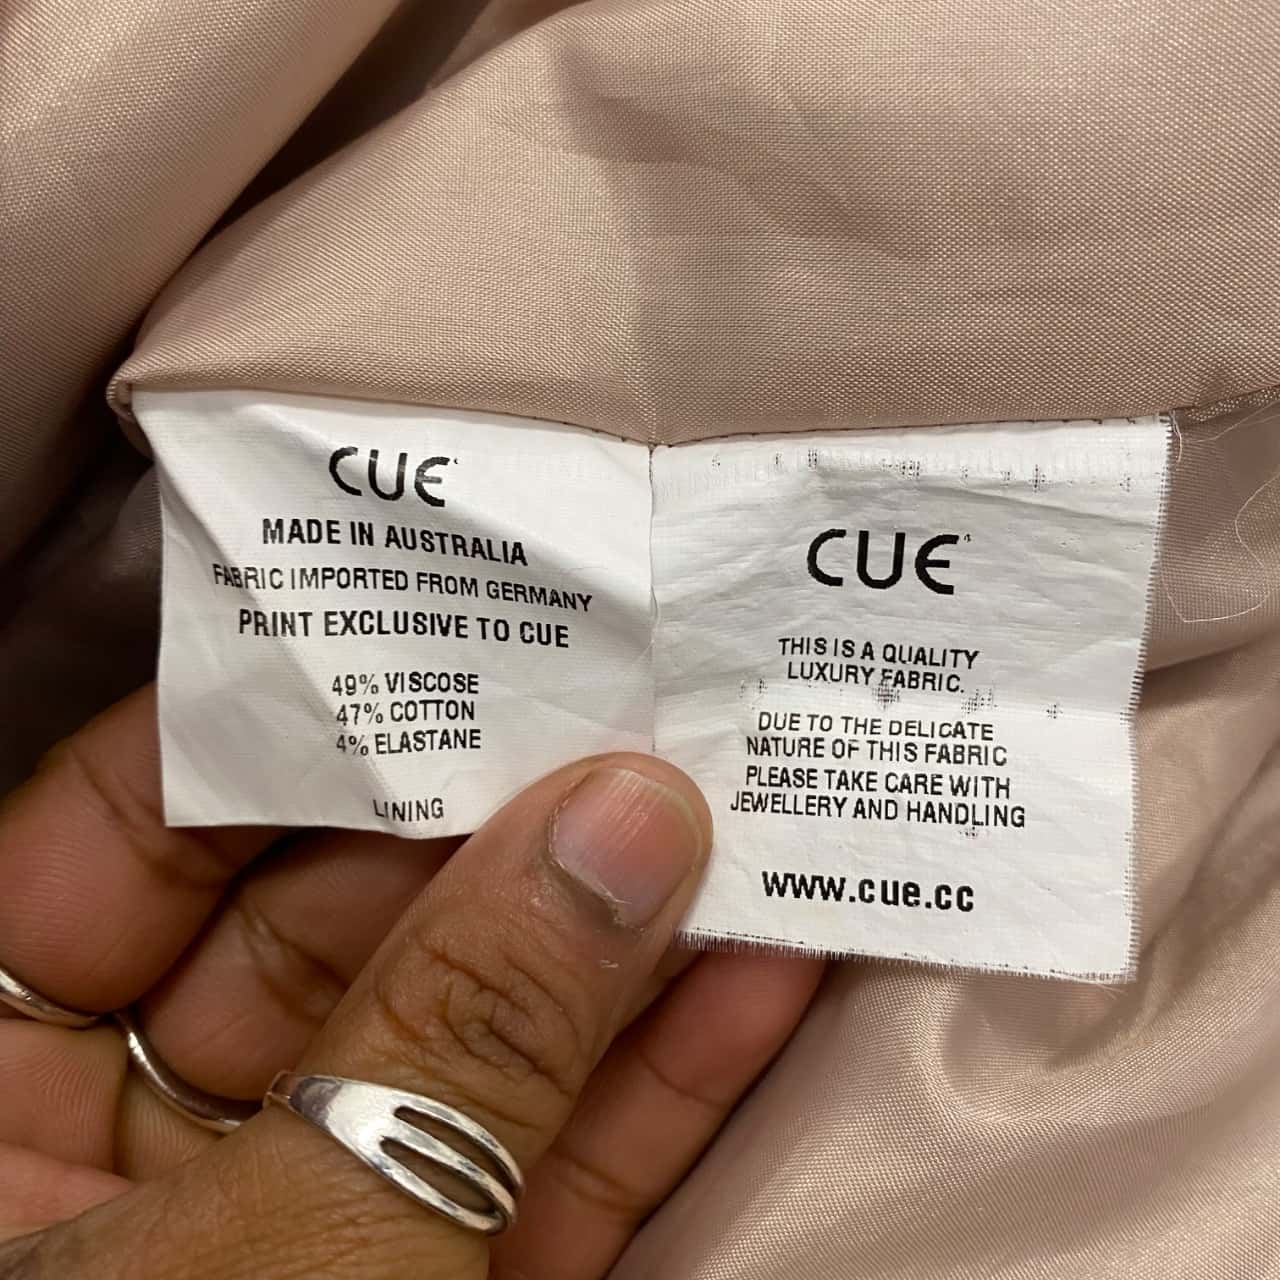 CUE
MADE IN AUSTRALIA
FABRIC IMPORTED FROM GERMANY
PRINT EXCLUSIVE TO CUE
49% VISCOSE
47% COTTON
4% ELASTANE
LINING
CUE
THIS IS A QUALITY
LUXURY FABRIC.
DUE TO THE DELICATE
NATURE OF THIS FABRIC
PLEASE TAKE CARE WITH
JEWELLERY AND HANDLING
www.cue.cc